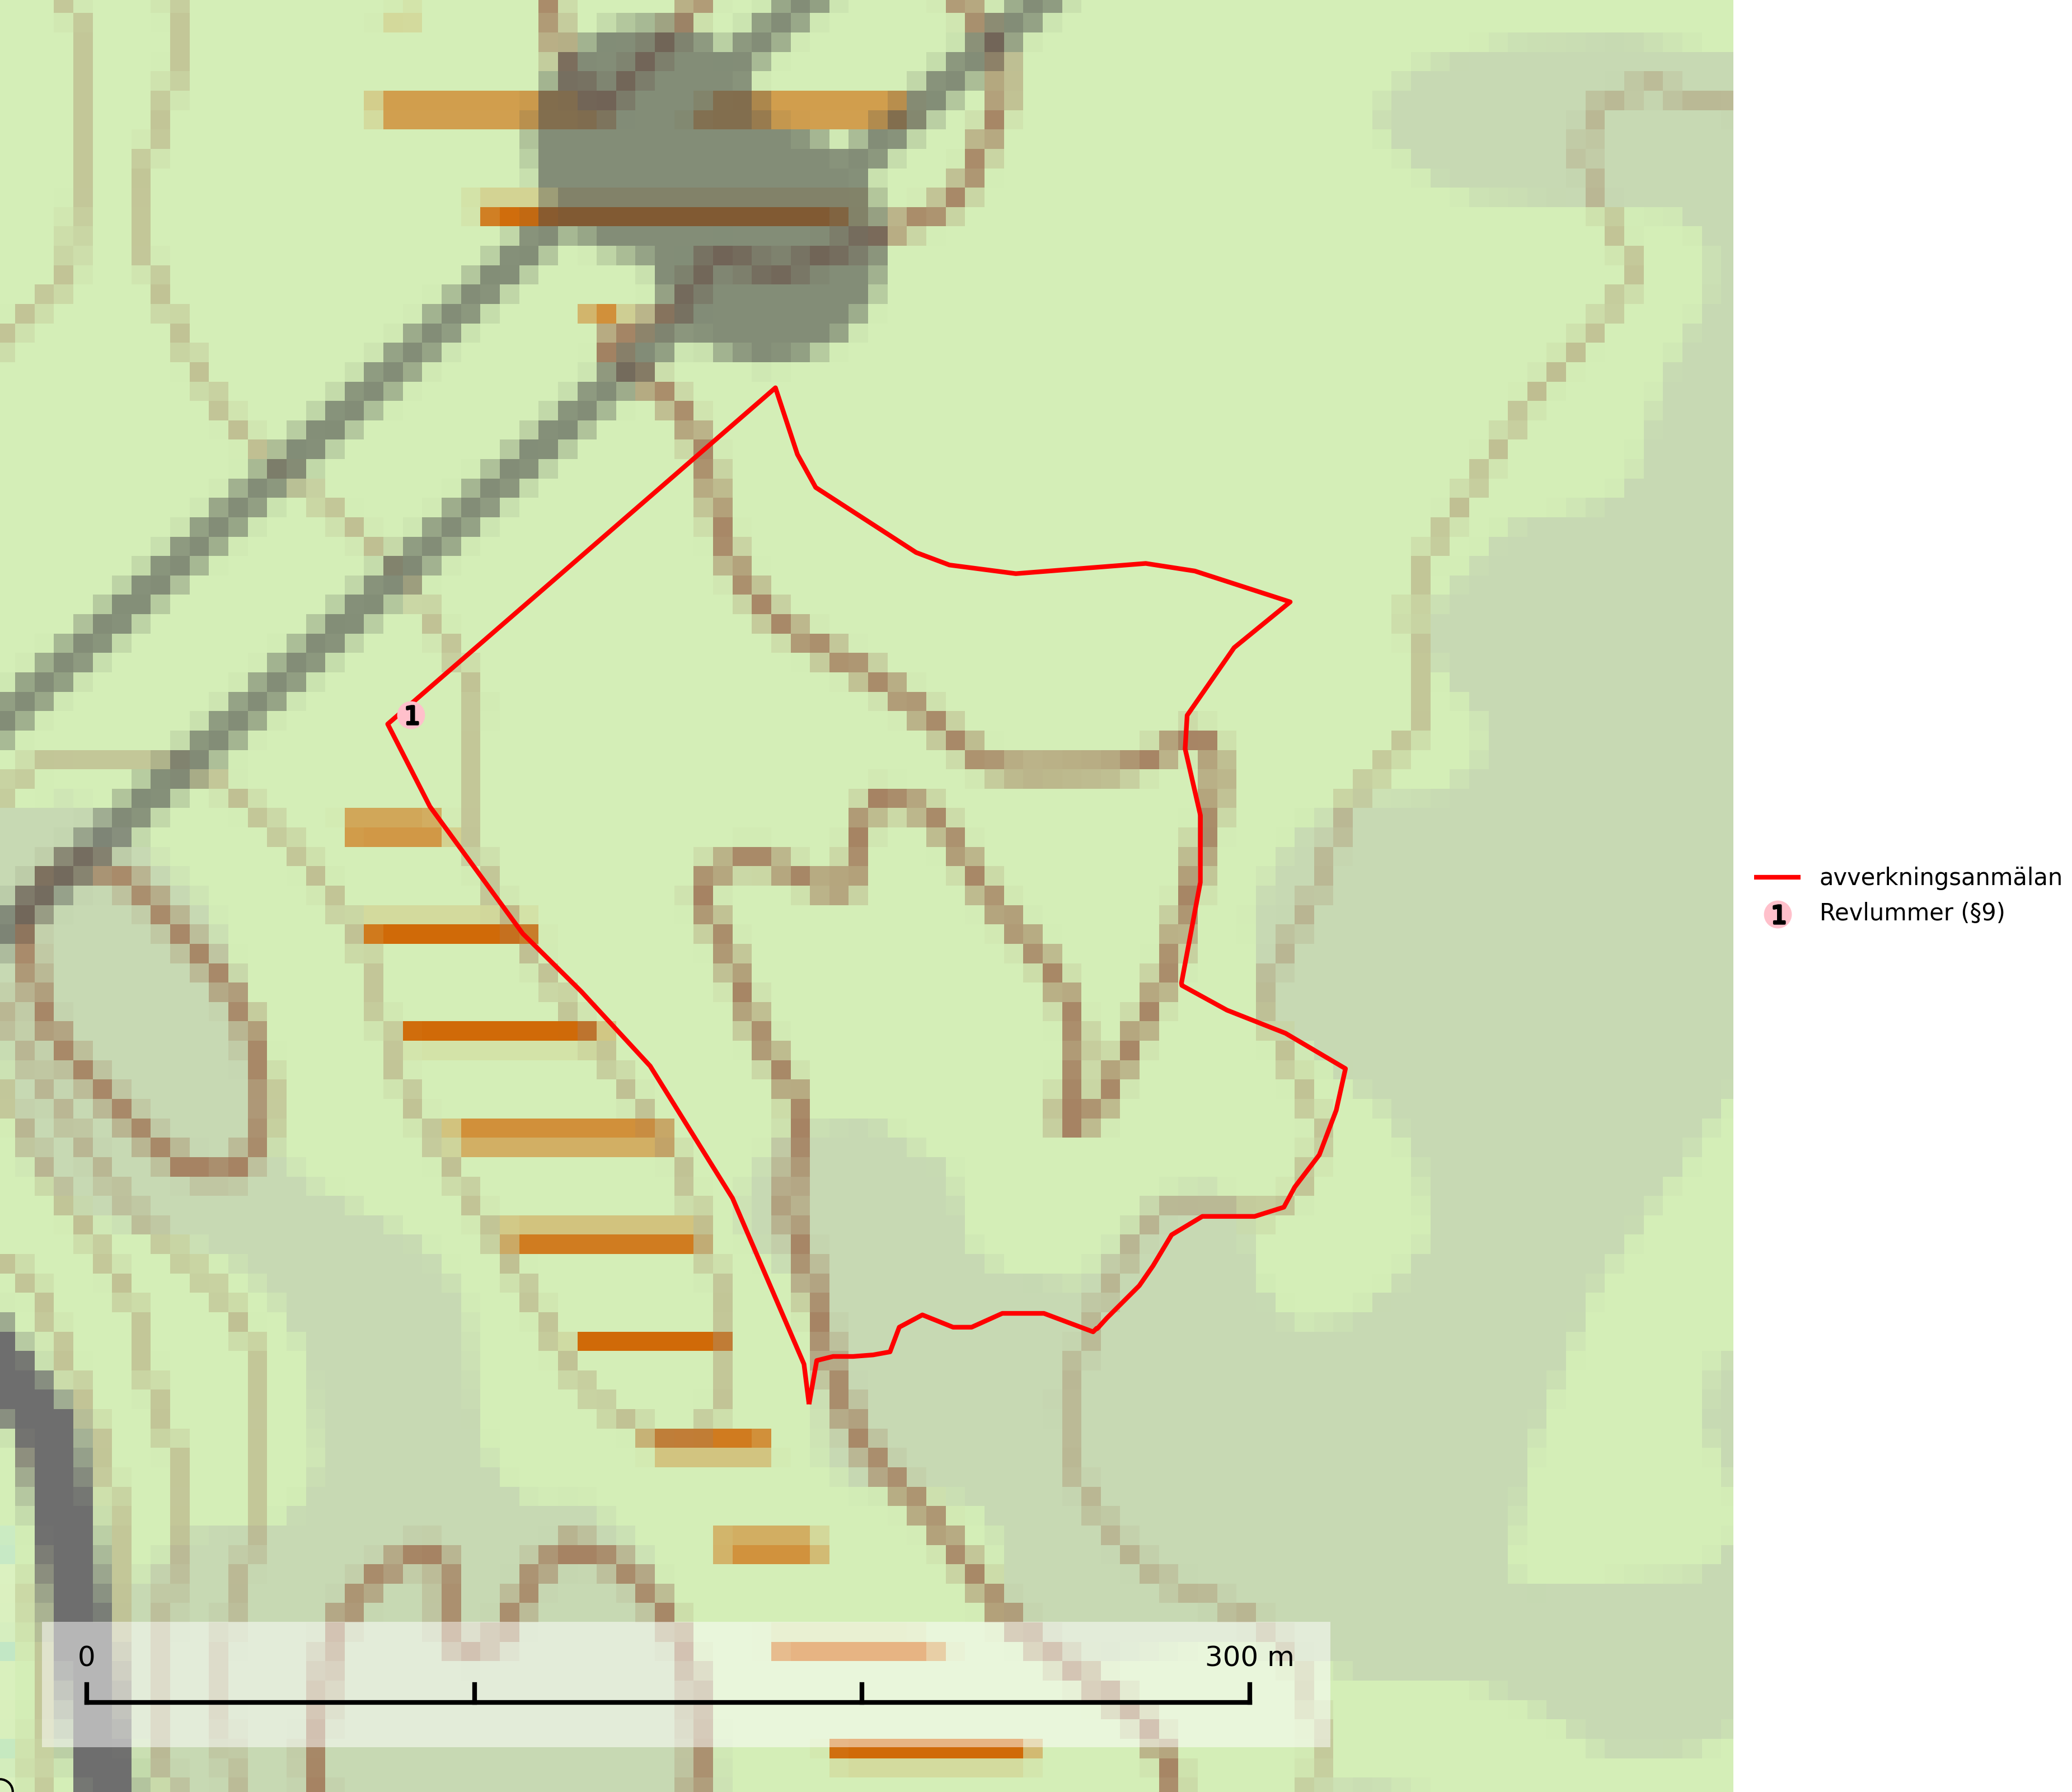 1
avverkningsanmälan
1 Revlummer (§9)
0 300 m